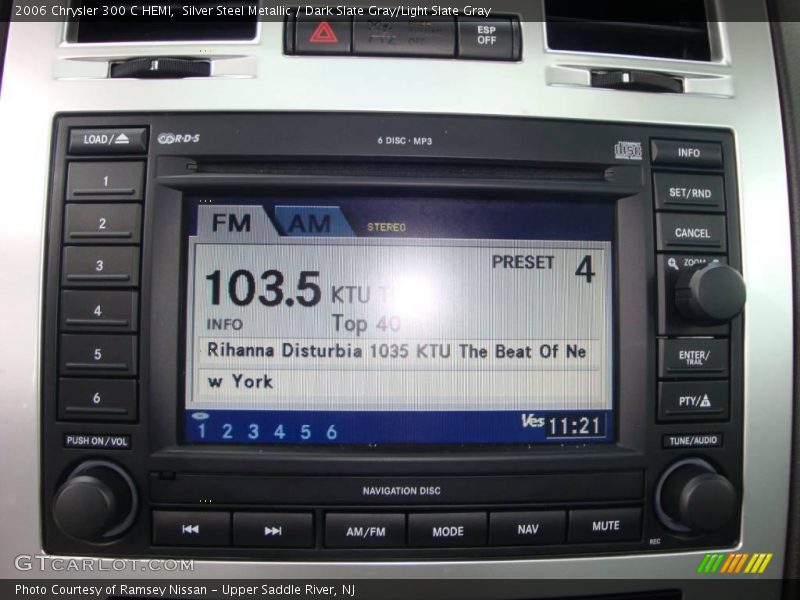 2006 Chrysler 300 C HEMI, Silver Steel Metallic / Dark Slate Gray/Light Slate Gray
ESP OFF
LOAD/
R·D·S
6 DISC · MP3
INFO
1
2
3
4
5
6
SET/RND
CANCEL
ZOOM
ENTER/
TRAIL
PTY/
FM AM STEREO
PRESET 4
103.5 KTU
INFO Top 40
Rihanna Disturbia 1035 KTU The Beat Of Ne
w York
1 2 3 4 5 6
Yes 11:21
PUSH ON/VOL
TUNE/AUDIO
NAVIGATION DISC
AM/FM
MODE
NAV
MUTE
REC
GTCARLOT.COM
Photo Courtesy of Ramsey Nissan - Upper Saddle River, NJ